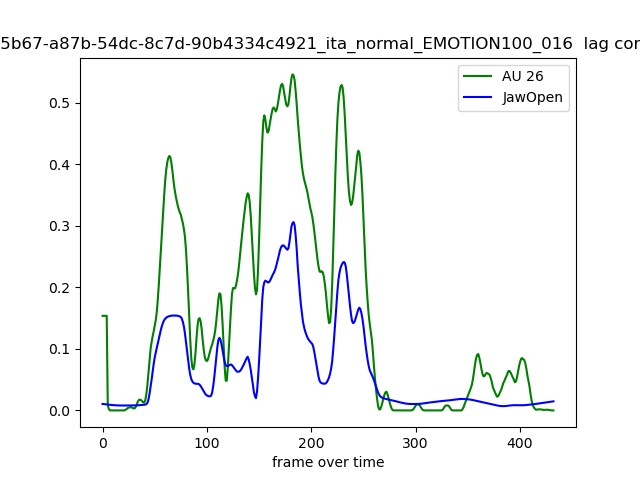 5b67-a87b-54dc-8c7d-90b4334c4921_ita_normal_EMOTION100_016 lag cor
AU 26
JawOpen
0.5
0.4
0.3
0.2
0.1
0.0
0 100 200 300 400
frame over time